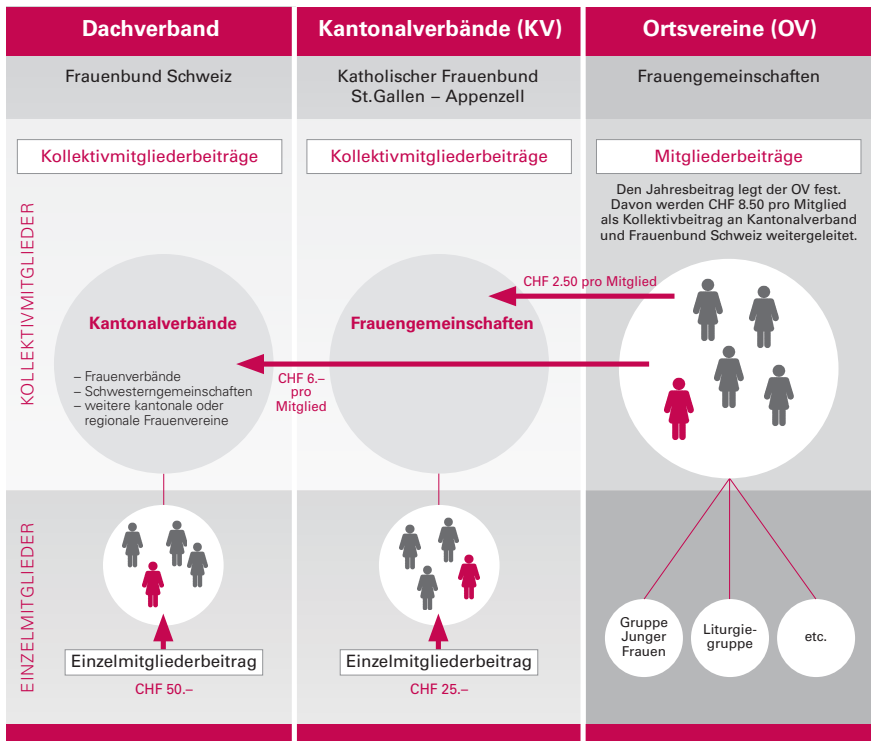 Dachverband
Kantonalverbände (KV)
Ortsvereine (OV)
Frauenbund Schweiz
Katholischer Frauenbund
St.Gallen – Appenzell
Frauengemeinschaften
KOLLEKTIVMITGLIEDER
Kollektivmitgliederbeiträge
Kollektivmitgliederbeiträge
Mitgliederbeiträge
Den Jahresbeitrag legt der OV fest.
Davon werden CHF 8.50 pro Mitglied
als Kollektivbeitrag an Kantonalverband
und Frauenbund Schweiz weitergeleitet.
CHF 2.50 pro Mitglied
Kantonalverbände
– Frauenverbände
– Schwesterngemeinschaften
– weitere kantonale oder
regionale Frauenvereine
Frauengemeinschaften
CHF 6.–
pro
Mitglied
EINZELMITGLIEDER
Einzelmitgliederbeitrag
CHF 50.–
Einzelmitgliederbeitrag
CHF 25.–
Gruppe
Junger
Frauen
Liturgie-
gruppe
etc.